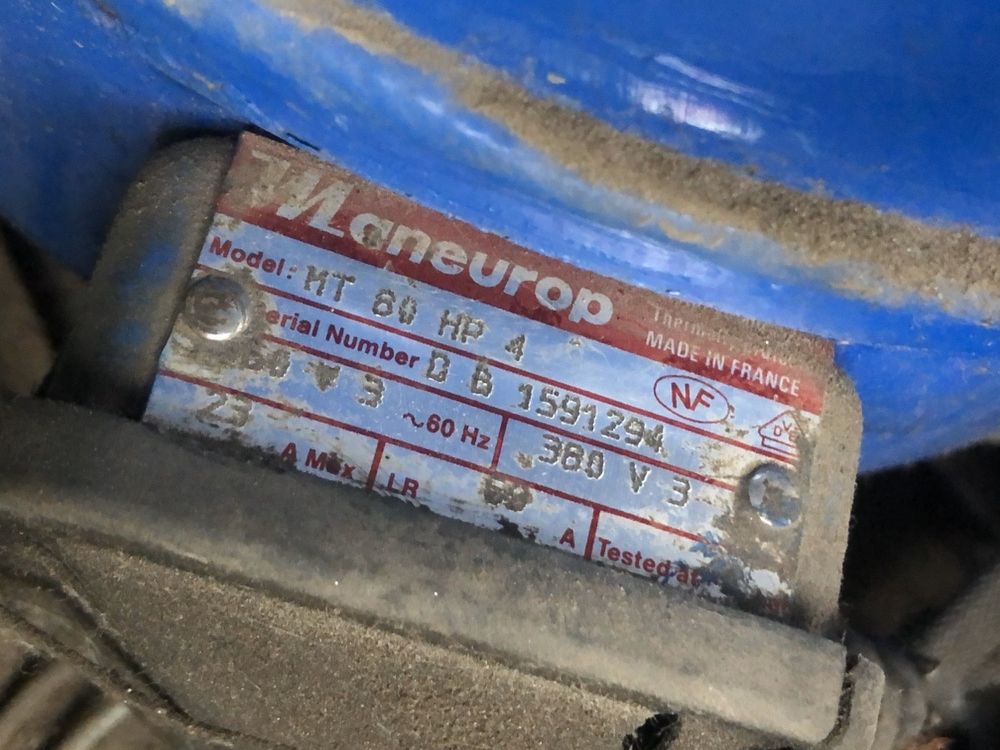 Maneurop
MADE IN FRANCE
Model: MT 80 HP 4
NF
Serial Number D B 1591294
V 3 ~60 Hz 380 V 3
23 A Max LR A Tested at